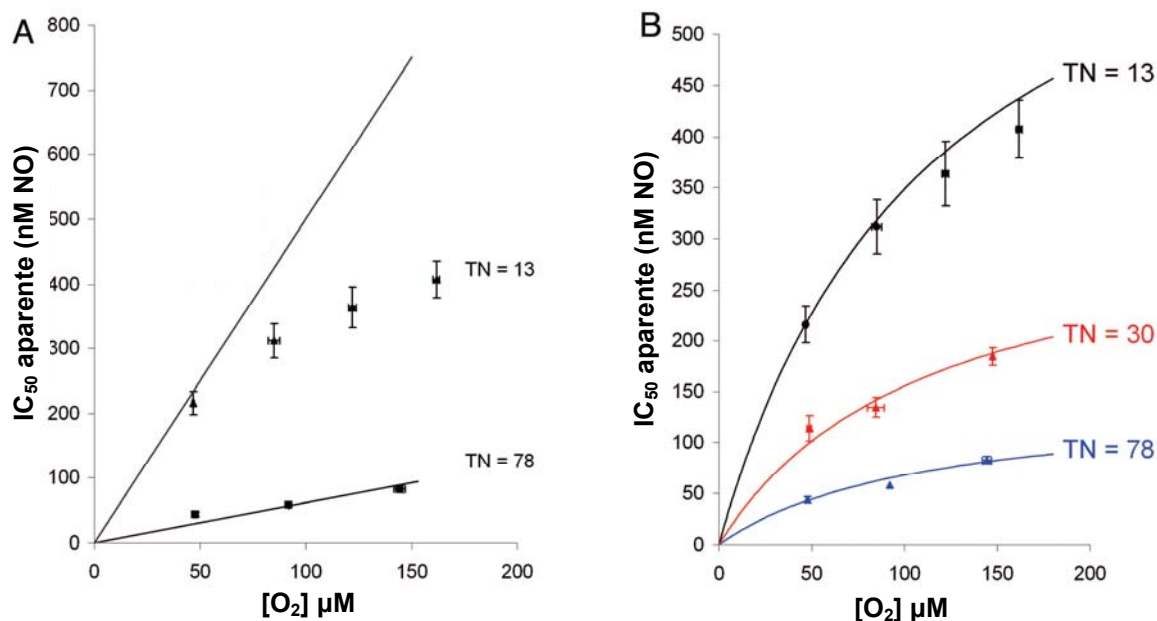 A
800
700
600
500
400
300
200
100
0
IC₅₀ aparente (nM NO)
TN = 13
TN = 78
0 50 100 150 200
[O₂] µM
B
500
450
400
350
300
250
200
150
100
50
0
IC₅₀ aparente (nM NO)
TN = 13
TN = 30
TN = 78
0 50 100 150 200
[O₂] µM